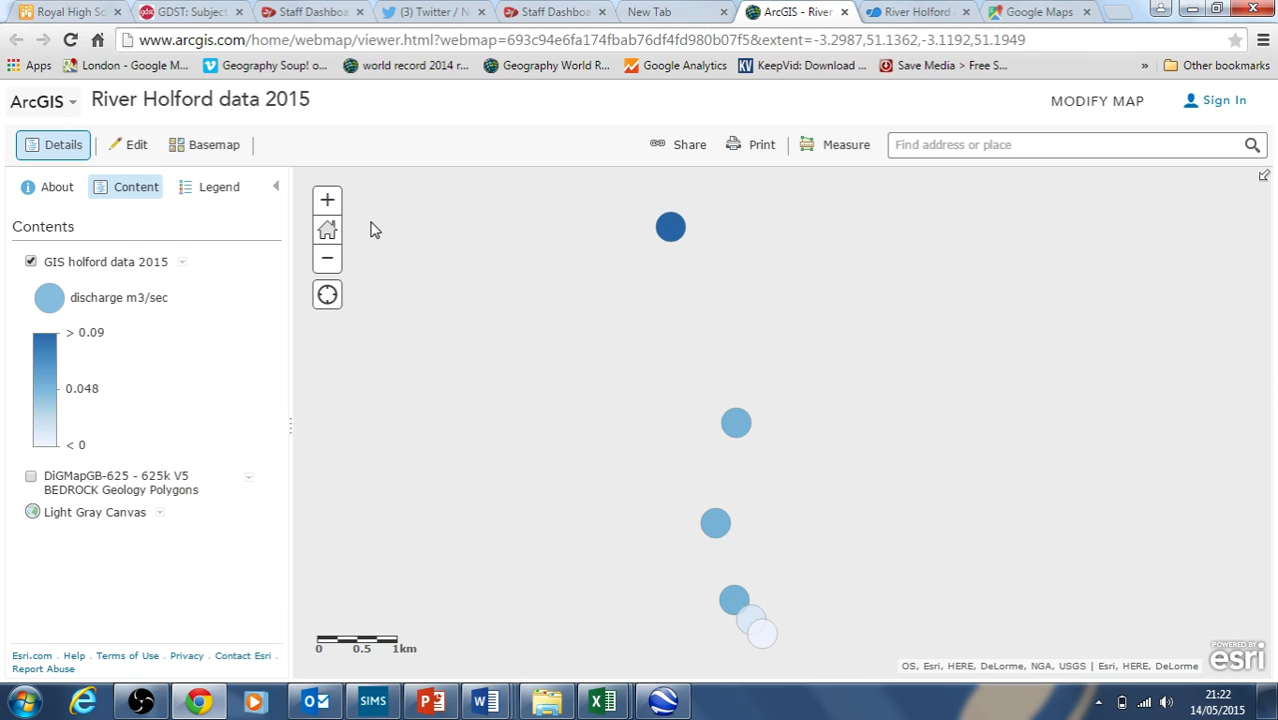 Royal High Sc
GDST: Subject
Staff Dashboa
(3) Twitter / N
Staff Dashboa
New Tab
ArcGIS - River
River Holford
Google Maps
www.arcgis.com/home/webmap/viewer.html?webmap=693c94e6fa174fbab76df4fd980b07f5&extent=-3.2987,51.1362,-3.1192,51.1949
Apps
London - Google M...
Geography Soup! o...
world record 2014 r...
Geography World R...
Google Analytics
KV KeepVid: Download ...
Save Media > Free S...
»
Other bookmarks
ArcGIS
River Holford data 2015
MODIFY MAP
Sign In
Details
Edit
Basemap
Share
Print
Measure
Find address or place
About
Content
Legend
Contents
GIS holford data 2015
discharge m3/sec
> 0.09
0.048
< 0
DiGMapGB-625 - 625k V5
BEDROCK Geology Polygons
Light Gray Canvas
+
−
0 0.5 1km
Esri.com . Help . Terms of Use . Privacy . Contact Esri .
Report Abuse
OS, Esri, HERE, DeLorme, NGA, USGS | Esri, HERE, DeLorme
POWERED BY
esri
SIMS
21:22
14/05/2015